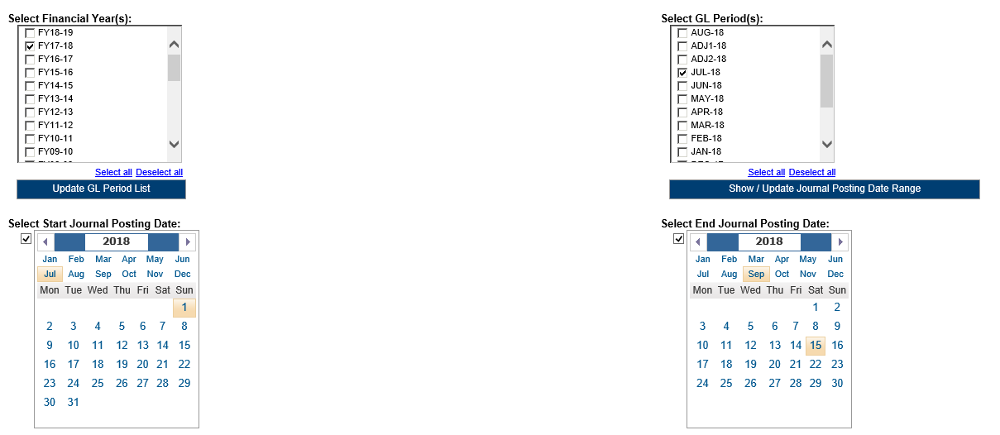 Select Financial Year(s):
FY18-19
FY17-18
FY16-17
FY15-16
FY14-15
FY13-14
FY12-13
FY11-12
FY10-11
FY09-10
Select all Deselect all
Update GL Period List
Select GL Period(s):
AUG-18
ADJ1-18
ADJ2-18
JUL-18
JUN-18
MAY-18
APR-18
MAR-18
FEB-18
JAN-18
Select all Deselect all
Show / Update Journal Posting Date Range
Select Start Journal Posting Date:
2018
Jan Feb Mar Apr May Jun
Jul Aug Sep Oct Nov Dec
Mon Tue Wed Thu Fri Sat Sun
1
2 3 4 5 6 7 8
9 10 11 12 13 14 15
16 17 18 19 20 21 22
23 24 25 26 27 28 29
30 31
Select End Journal Posting Date:
2018
Jan Feb Mar Apr May Jun
Jul Aug Sep Oct Nov Dec
Mon Tue Wed Thu Fri Sat Sun
1 2
3 4 5 6 7 8 9
10 11 12 13 14 15 16
17 18 19 20 21 22 23
24 25 26 27 28 29 30